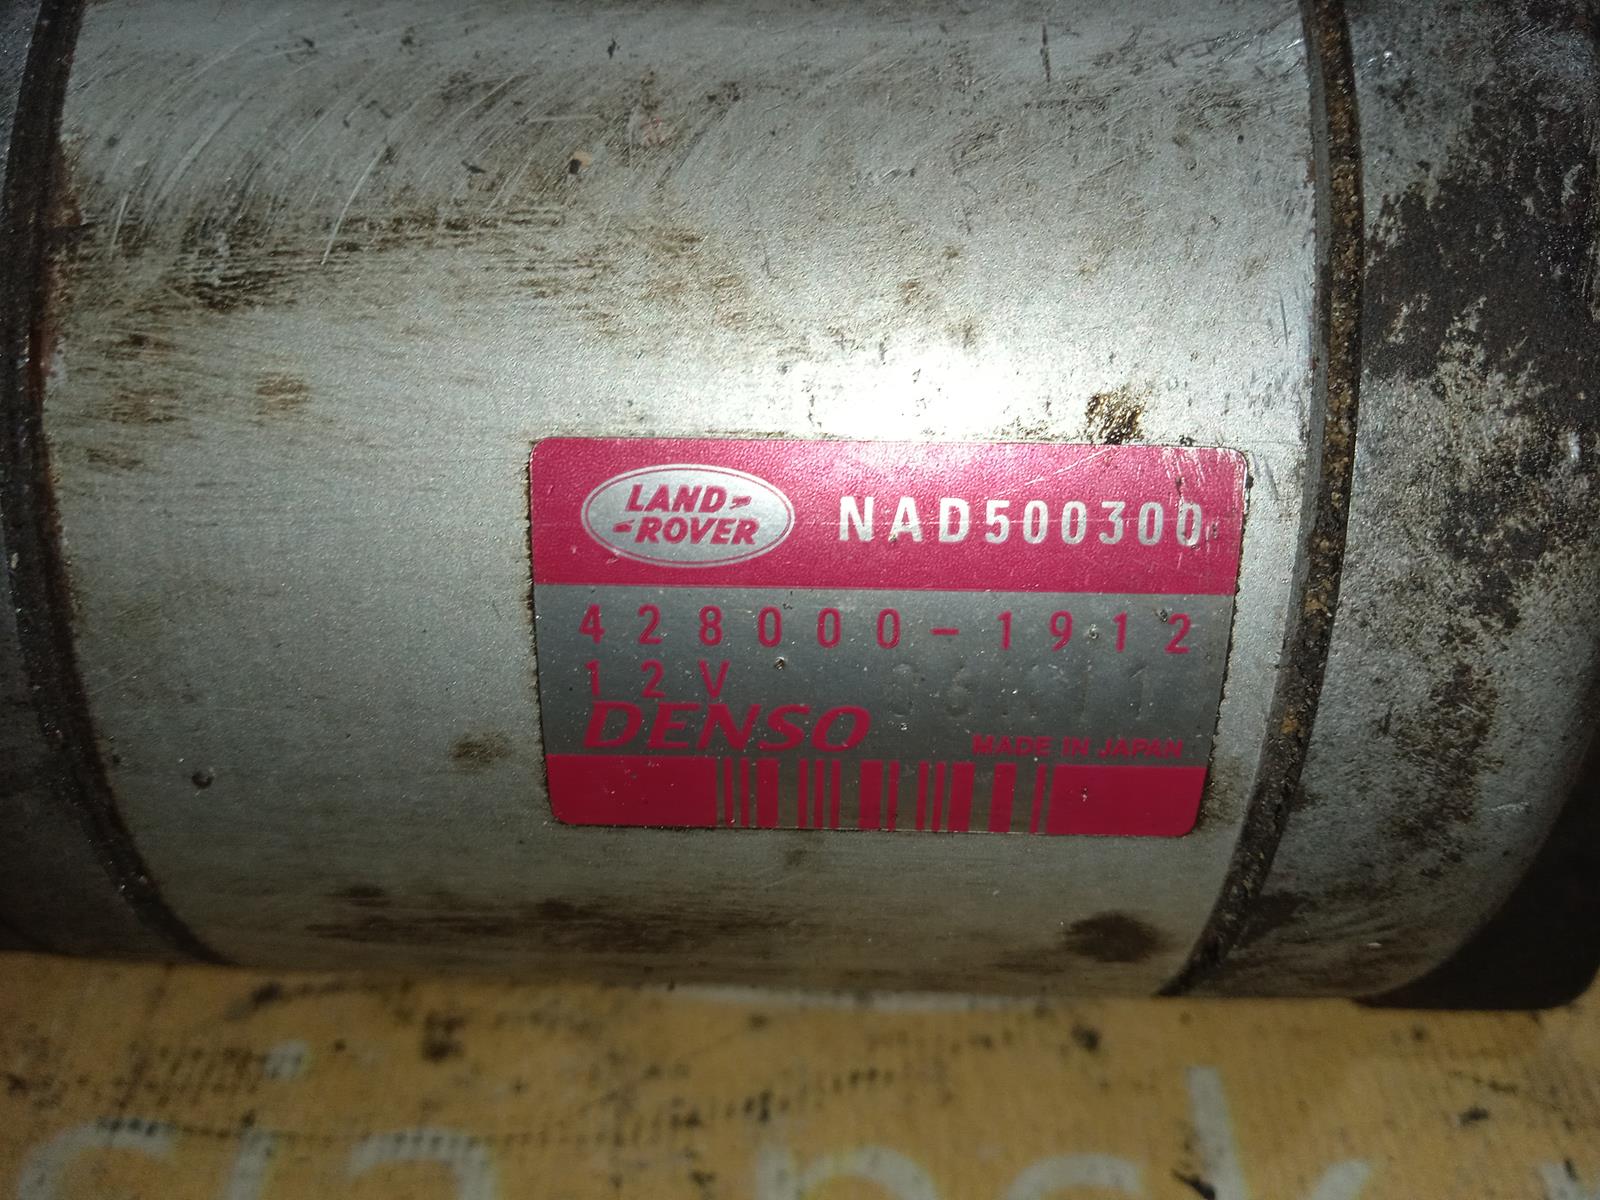 LAND-
-ROVER
NAD500300
428000-1912
12V
DENSO
MADE IN JAPAN